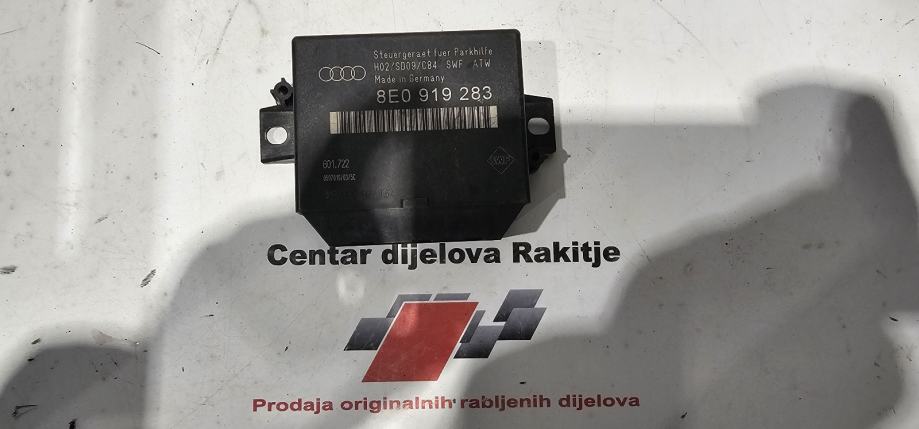 Steuergeraet fuer Parkhilfe
H02/SD09/C84 SWF ATW
Made in Germany
8E0 919 283
601.722
Centar dijelova Rakitje
Prodaja originalnih rabljenih dijelova